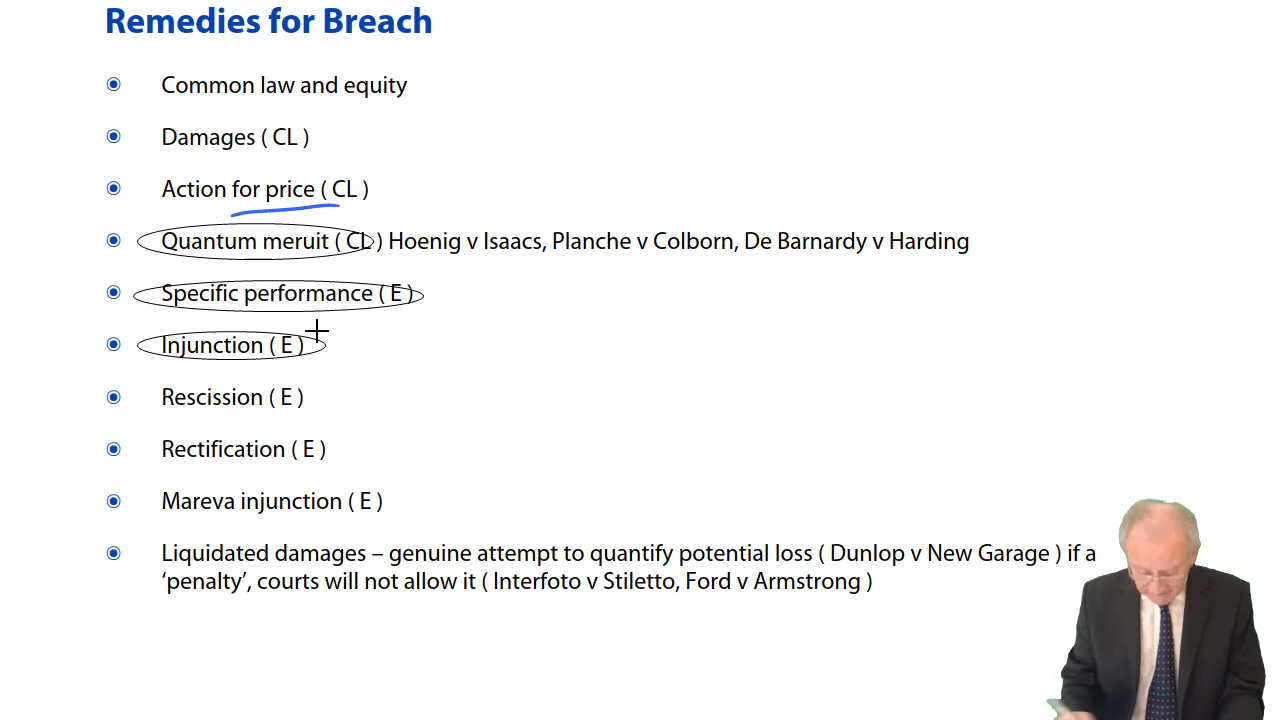 Remedies for Breach
Common law and equity
Damages ( CL )
Action for price ( CL )
Quantum meruit ( CL ) Hoenig v Isaacs, Planche v Colborn, De Barnardy v Harding
Specific performance ( E )
Injunction ( E )
Rescission ( E )
Rectification ( E )
Mareva injunction ( E )
Liquidated damages – genuine attempt to quantify potential loss ( Dunlop v New Garage ) if a
‘penalty’, courts will not allow it ( Interfoto v Stiletto, Ford v Armstrong )